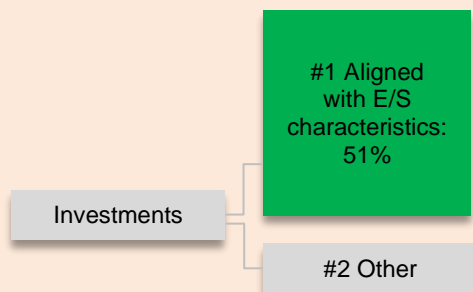 #1 Aligned
with E/S
characteristics:
51%
Investments
#2 Other